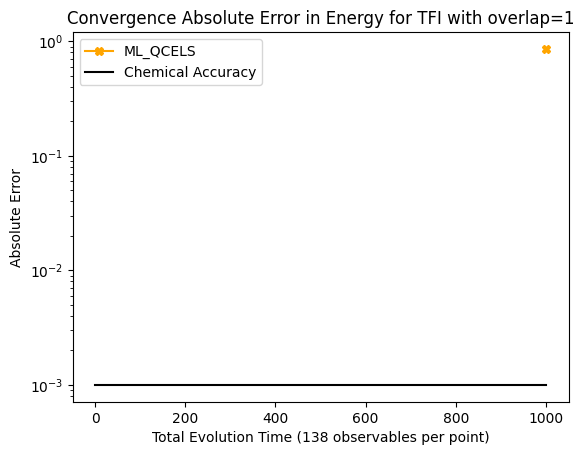 Convergence Absolute Error in Energy for TFI with overlap=1
ML_QCELS
Chemical Accuracy
Absolute Error
10⁰
10⁻¹
10⁻²
10⁻³
0 200 400 600 800 1000
Total Evolution Time (138 observables per point)